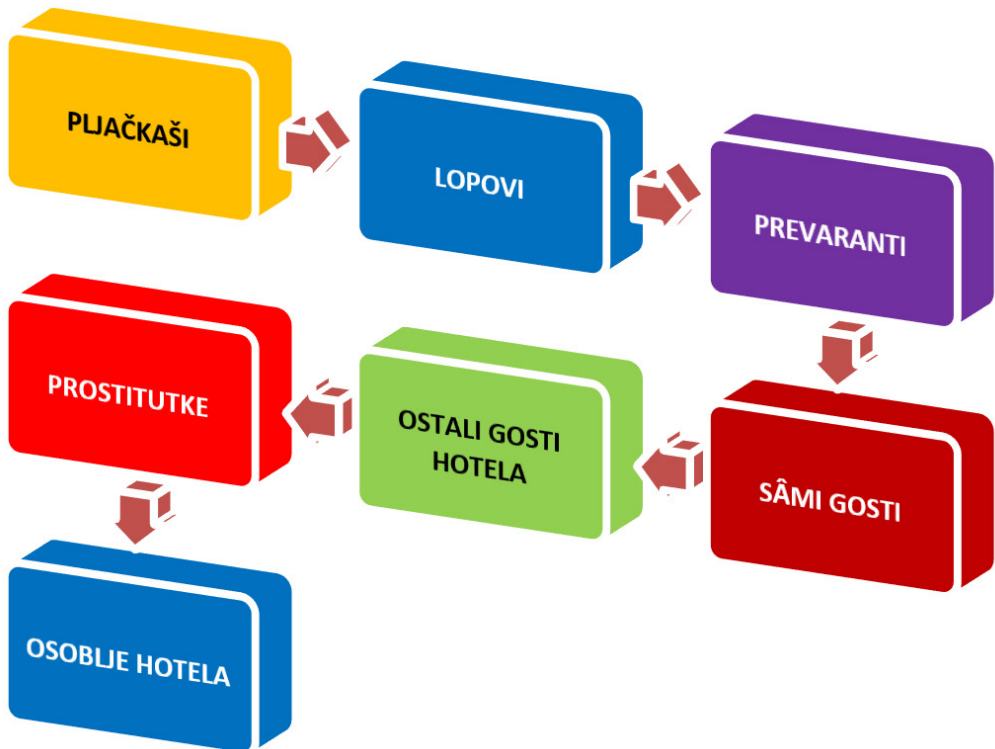 PLJAČKAŠI
LOPOVI
PREVARANTI
SÂMI GOSTI
OSTALI GOSTI
HOTELA
PROSTITUTKE
OSOBLJE HOTELA